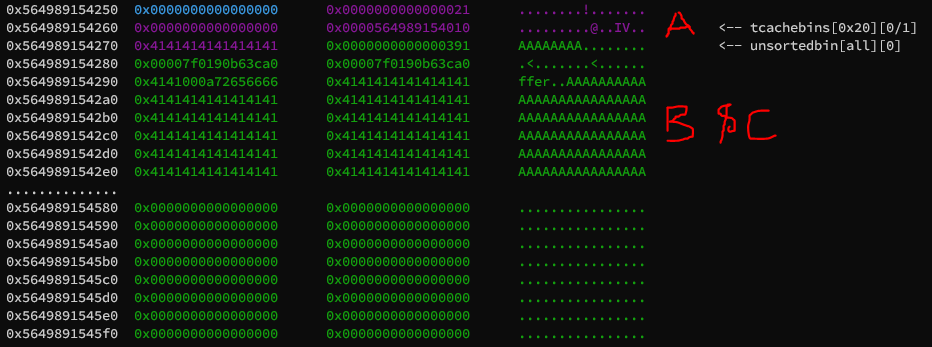 0x564989154250 0x0000000000000000 0x0000000000000021 ........!.......
0x564989154260 0x0000000000000000 0x0000564989154010 .........@..IV.. A <-- tcachebins[0x20][0/1]
0x564989154270 0x4141414141414141 0x0000000000000391 AAAAAAAA........ <-- unsortedbin[all][0]
0x564989154280 0x00007f0190b63ca0 0x00007f0190b63ca0 .<.......<......
0x564989154290 0x4141000a72656666 0x4141414141414141 ffer..AAAAAAAAAA
0x5649891542a0 0x4141414141414141 0x4141414141414141 AAAAAAAAAAAAAAAA
0x5649891542b0 0x4141414141414141 0x4141414141414141 AAAAAAAAAAAAAAAA B $ C
0x5649891542c0 0x4141414141414141 0x4141414141414141 AAAAAAAAAAAAAAAA
0x5649891542d0 0x4141414141414141 0x4141414141414141 AAAAAAAAAAAAAAAA
0x5649891542e0 0x4141414141414141 0x4141414141414141 AAAAAAAAAAAAAAAA
..............
0x564989154580 0x0000000000000000 0x0000000000000000 ................
0x564989154590 0x0000000000000000 0x0000000000000000 ................
0x5649891545a0 0x0000000000000000 0x0000000000000000 ................
0x5649891545b0 0x0000000000000000 0x0000000000000000 ................
0x5649891545c0 0x0000000000000000 0x0000000000000000 ................
0x5649891545d0 0x0000000000000000 0x0000000000000000 ................
0x5649891545e0 0x0000000000000000 0x0000000000000000 ................
0x5649891545f0 0x0000000000000000 0x0000000000000000 ................